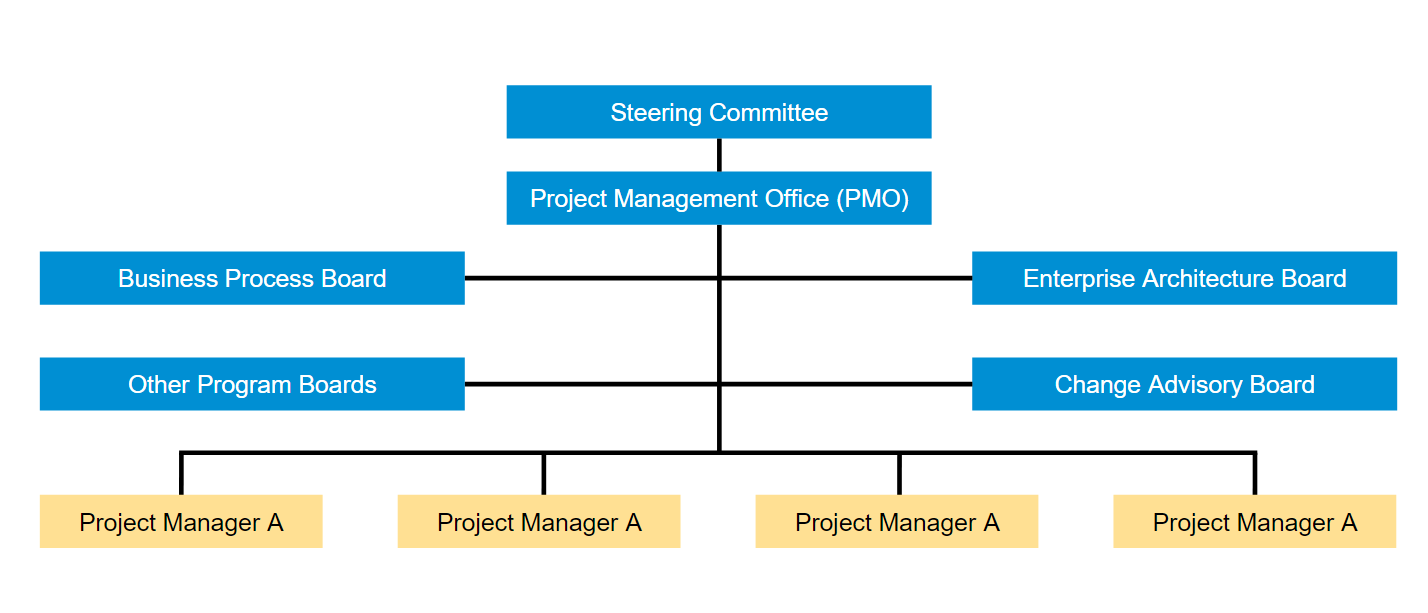 Steering Committee
Project Management Office (PMO)
Business Process Board
Enterprise Architecture Board
Other Program Boards
Change Advisory Board
Project Manager A
Project Manager A
Project Manager A
Project Manager A